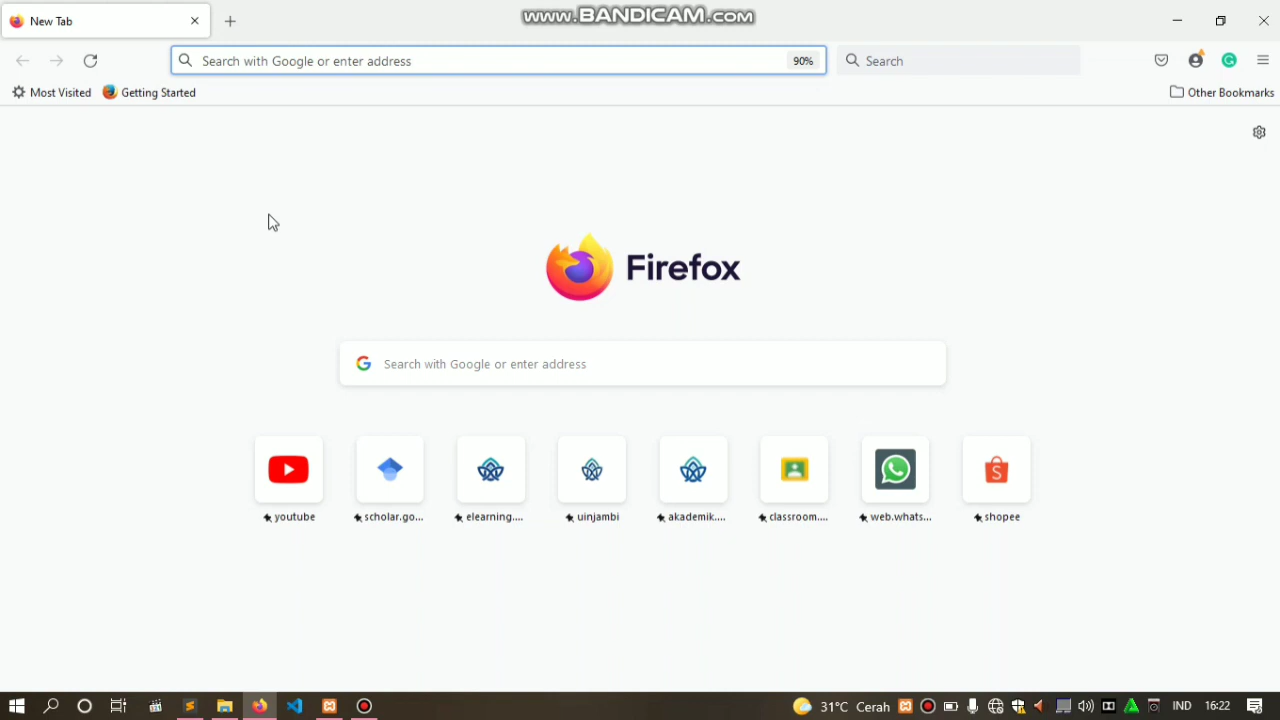 New Tab
www.BANDICAM.com
Search with Google or enter address
90%
Search
Most Visited
Getting Started
Other Bookmarks
Firefox
Search with Google or enter address
youtube
scholar.go...
elearning....
uinjambi
akademik....
classroom....
web.whats...
shopee
31°C Cerah
IND
16:22